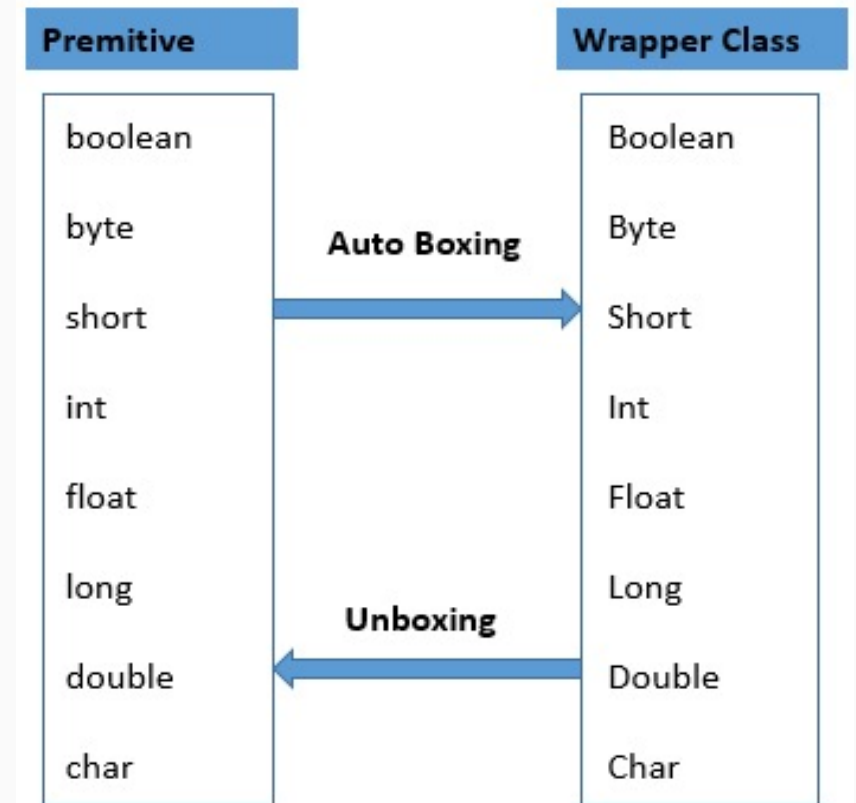 Premitive
Wrapper Class
boolean
Boolean
byte
Auto Boxing
Byte
short
Short
int
Int
float
Float
long
Unboxing
Long
double
Double
char
Char